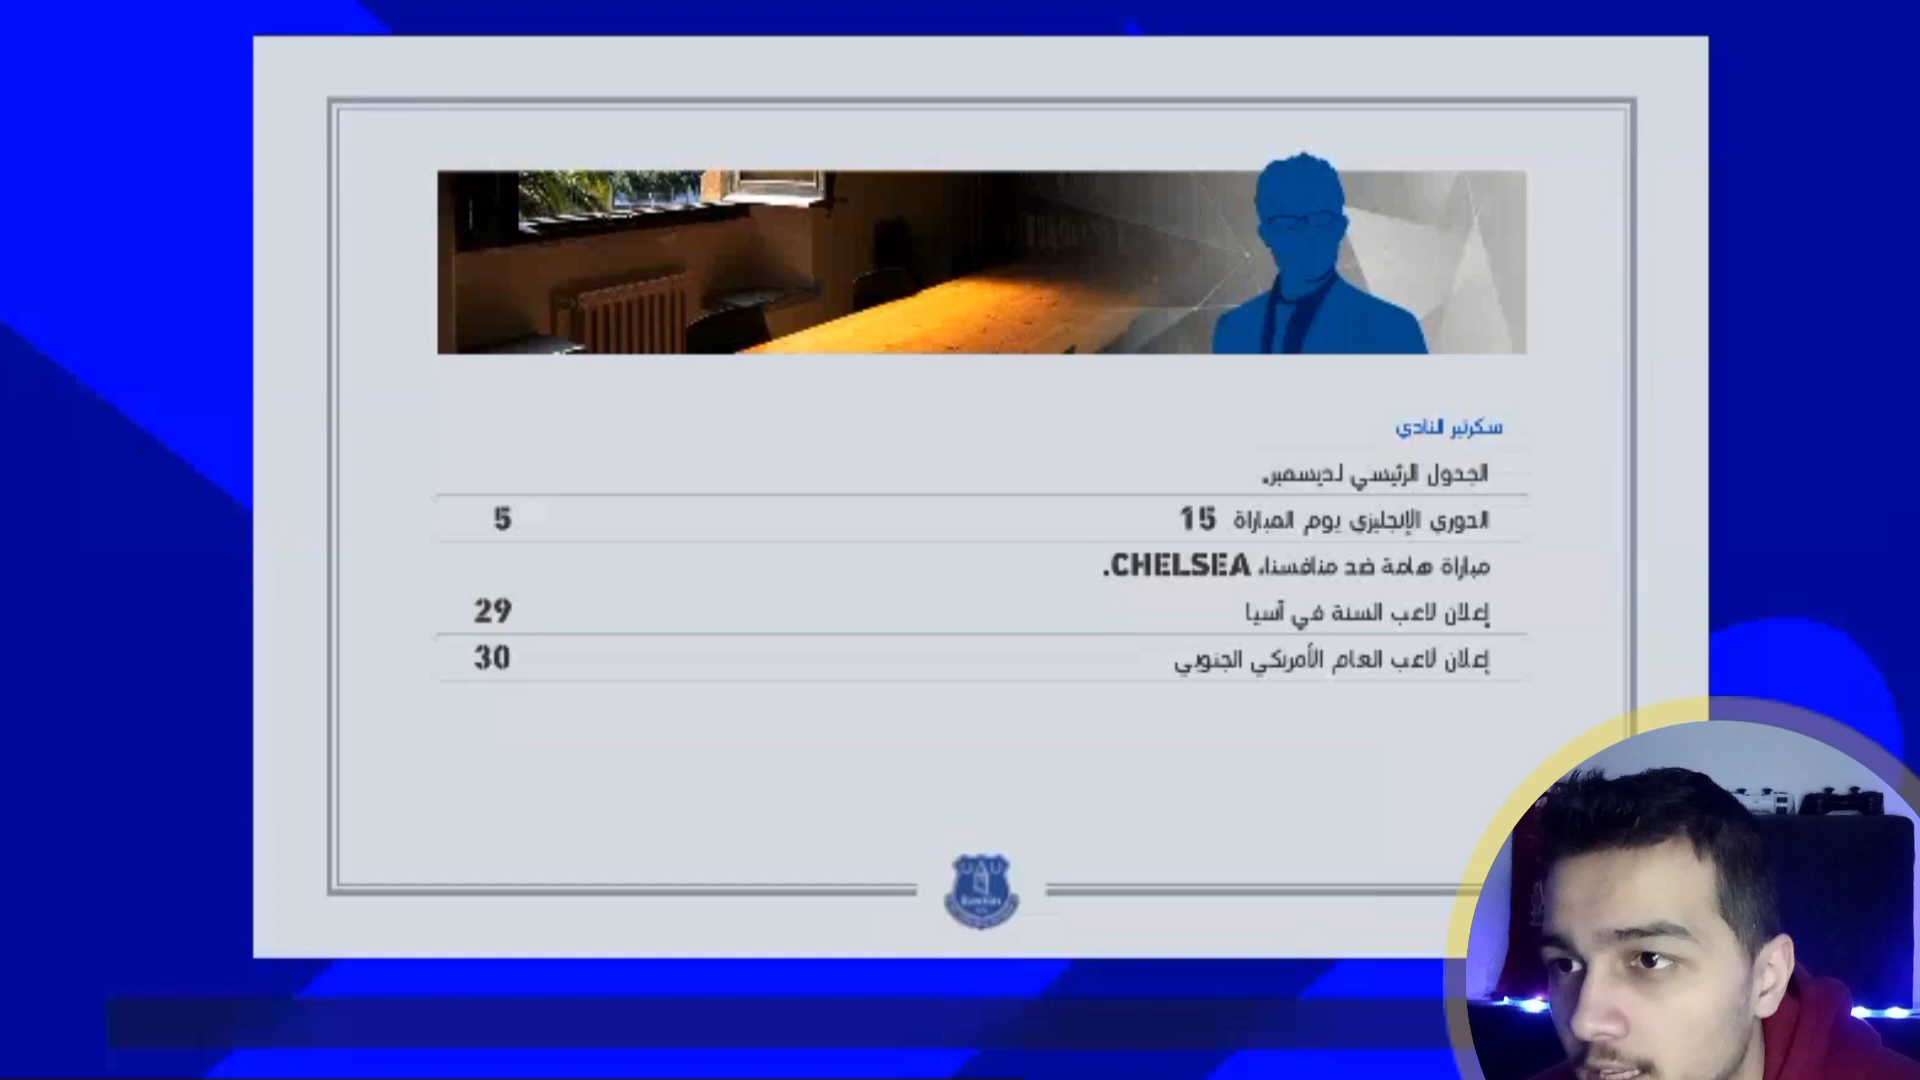 سكرتير النادي
الجدول الرئيسي لديسمبر.
الدوري الإنجليزي يوم المباراة 15 5
مباراة هامة ضد منافسنا، CHELSEA.
إعلان لاعب السنة في آسيا 29
إعلان لاعب العام الأمريكي الجنوبي 30